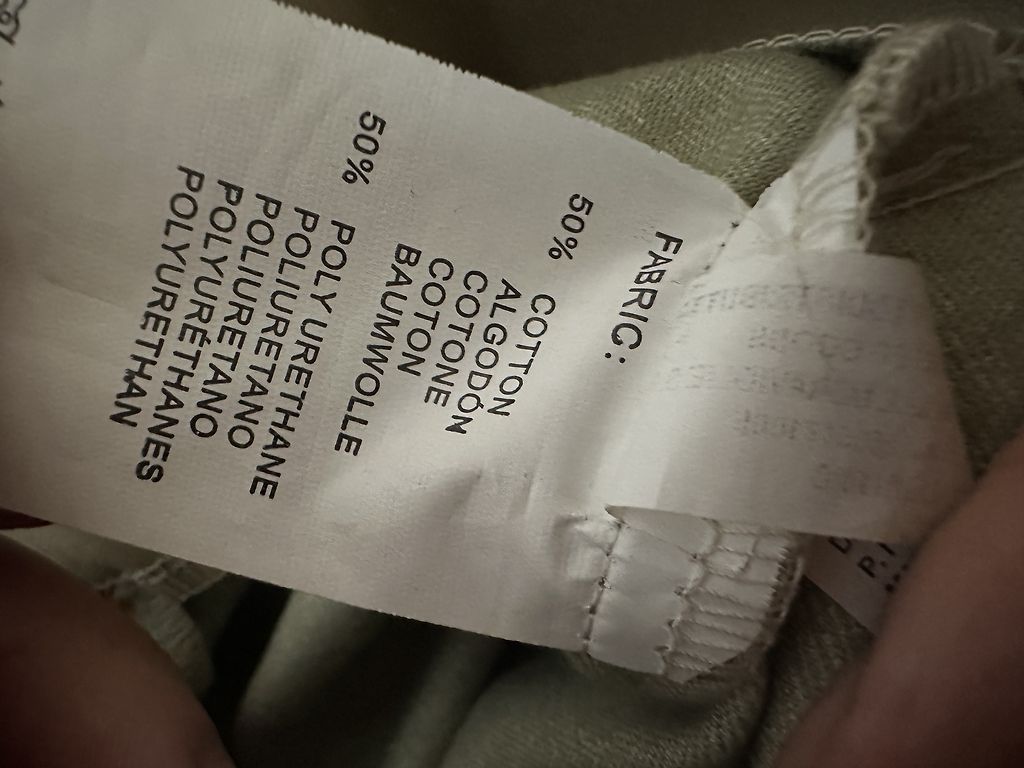 FABRIC:
50% COTTON
ALGODÓN
COTONE
COTON
BAUMWOLLE
50% POLYURETHANE
POLIURETANO
POLIURETANO
POLYURÉTHANES
POLYURETHAN
P.